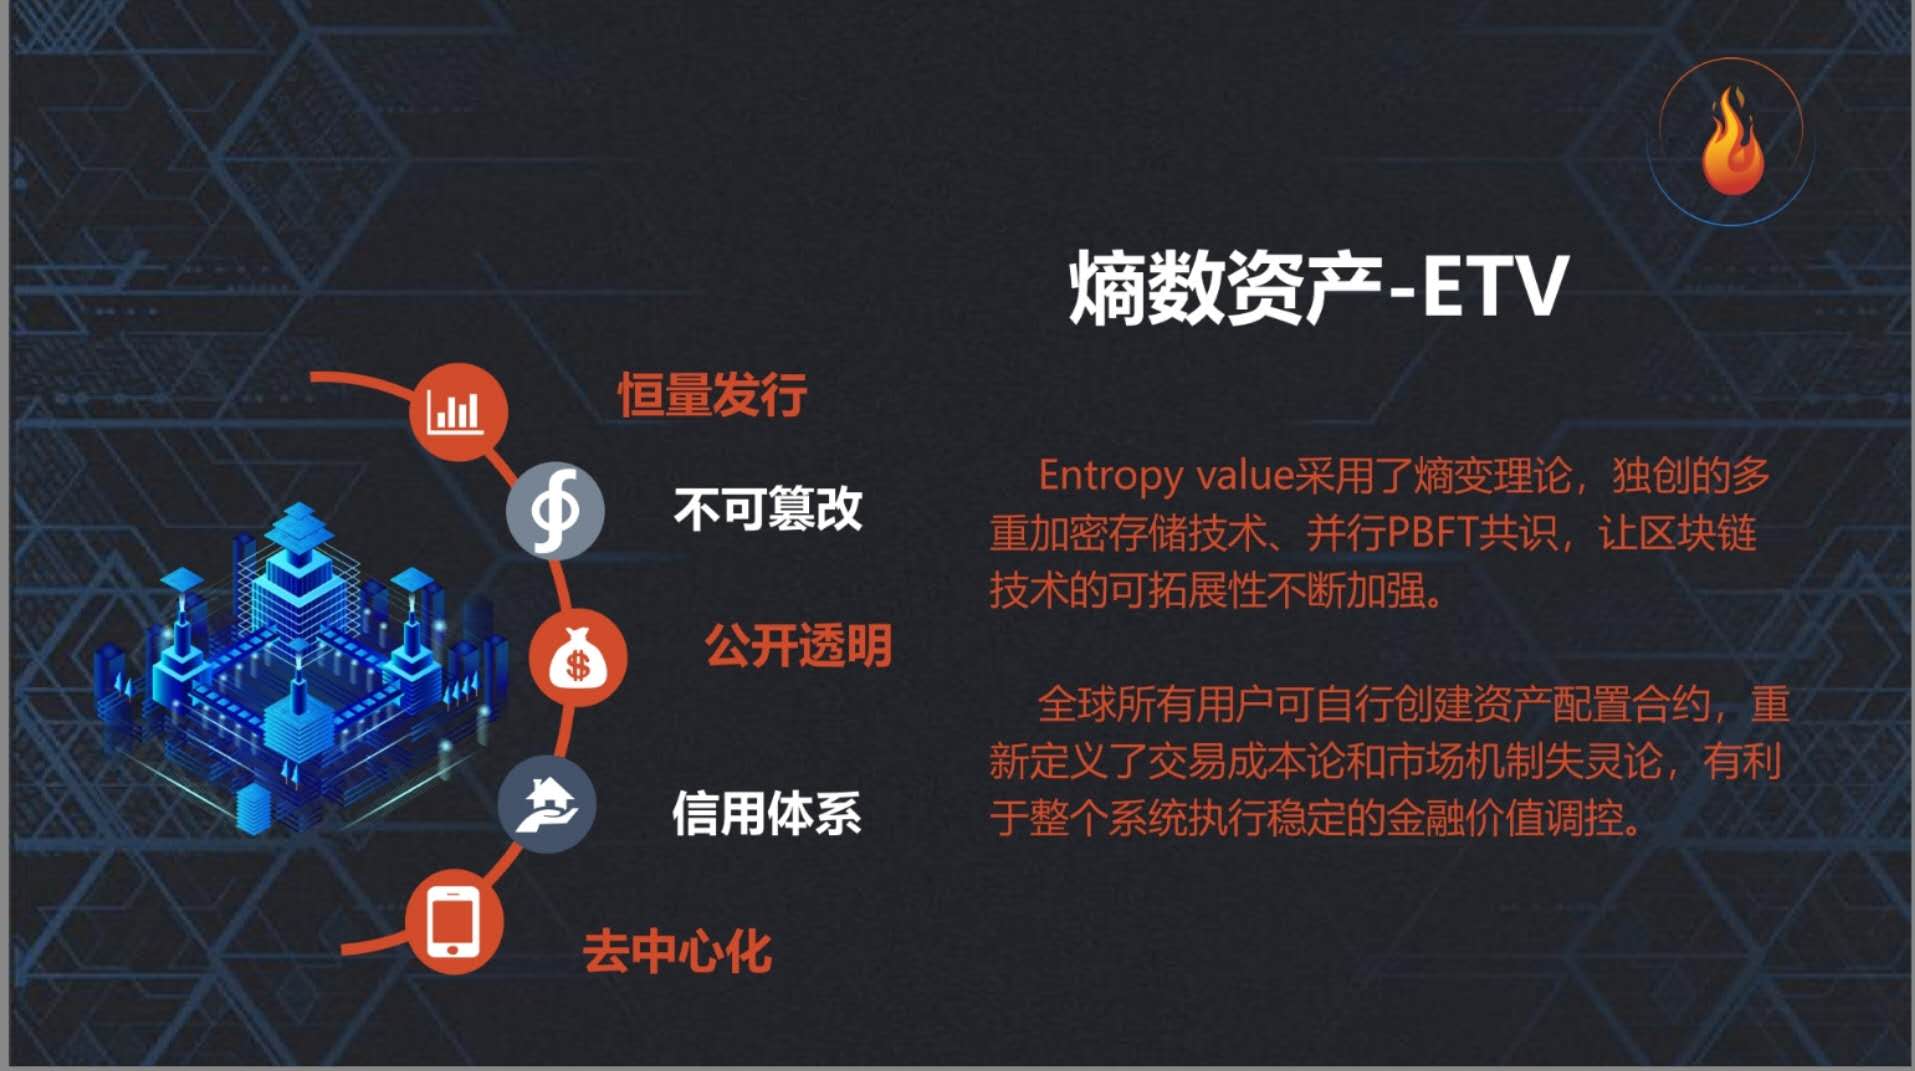 熵数资产-ETV
恒量发行
不可篡改
公开透明
信用体系
去中心化
Entropy value采用了熵变理论，独创的多
重加密存储技术、并行PBFT共识，让区块链
技术的可拓展性不断加强。
全球所有用户可自行创建资产配置合约，重
新定义了交易成本论和市场机制失灵论，有利
于整个系统执行稳定的金融价值调控。